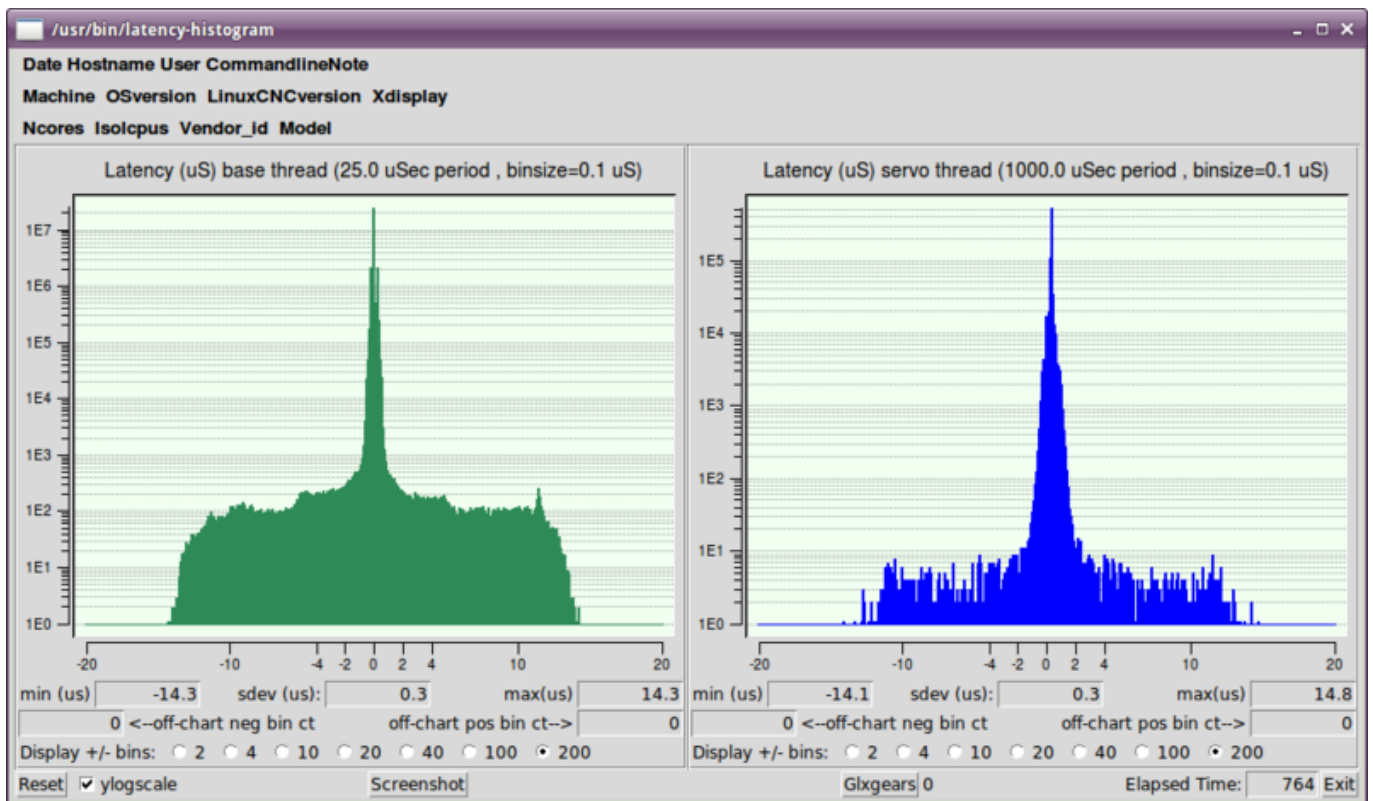 /usr/bin/latency-histogram
Date Hostname User CommandlineNote
Machine OSversion LinuxCNCversion Xdisplay
Ncores Isolcpus Vendor_id Model
Latency (uS) base thread (25.0 uSec period , binsize=0.1 uS)
1E7
1E6
1E5
1E4
1E3
1E2
1E1
1E0
-20 -10 -4 -2 0 2 4 10 20
min (us) -14.3 sdev (us): 0.3 max(us) 14.3
0 <--off-chart neg bin ct off-chart pos bin ct--> 0
Display +/- bins: 2 4 10 20 40 100 200
Latency (uS) servo thread (1000.0 uSec period , binsize=0.1 uS)
1E5
1E4
1E3
1E2
1E1
1E0
-20 -10 -4 -2 0 2 4 10 20
min (us) -14.1 sdev (us): 0.3 max(us) 14.8
0 <--off-chart neg bin ct off-chart pos bin ct--> 0
Display +/- bins: 2 4 10 20 40 100 200
Reset ylogscale Screenshot Glxgears 0 Elapsed Time: 764 Exit